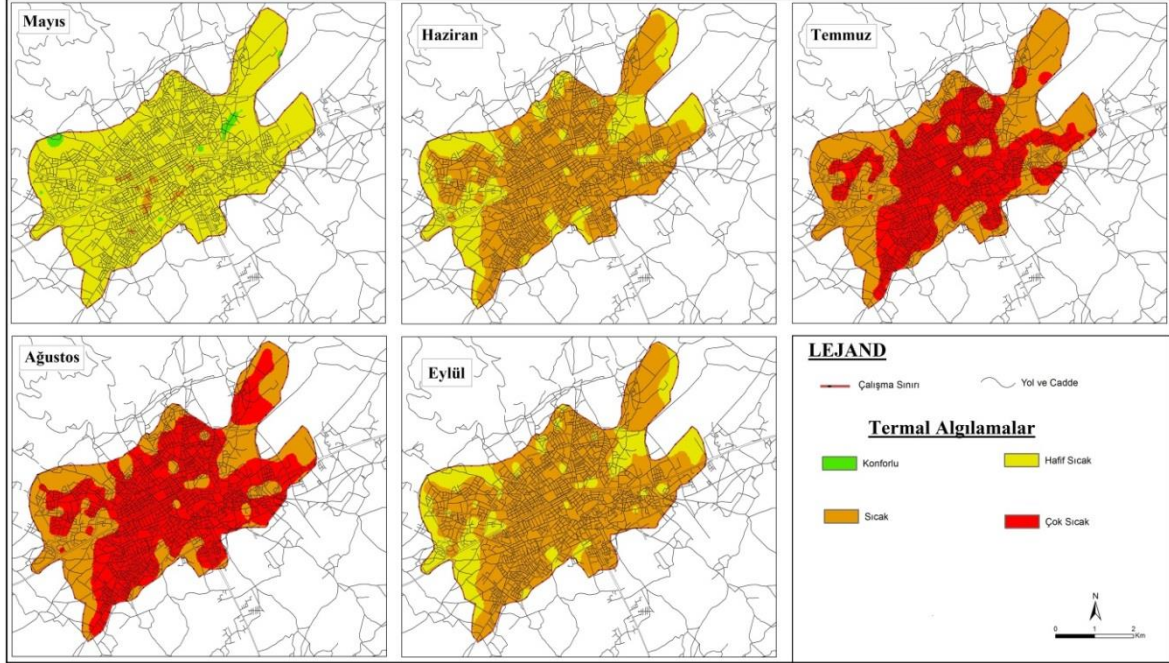 Mayıs
Haziran
Temmuz
Ağustos
Eylül
LEJAND
Çalışma Sınırı
Yol ve Cadde
Termal Algılamalar
Konforlu
Hafif Sıcak
Sıcak
Çok Sıcak
N
0 1 2
Km